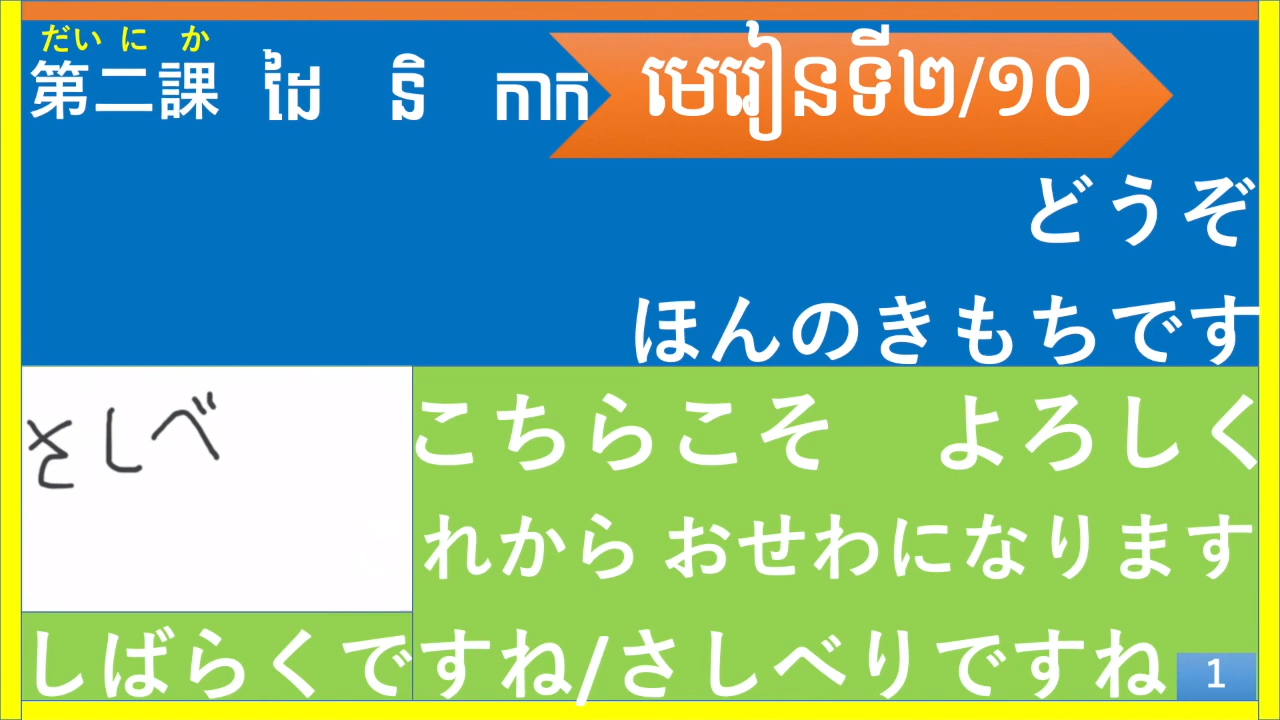 だい に か
第二課 ដៃ និ កាក
មេរៀនទី២/១០
どうぞ
ほんのきもちです
さしべ
こちらこそ よろしく
れから おせわになります
しばらくですね/さしべりですね
1